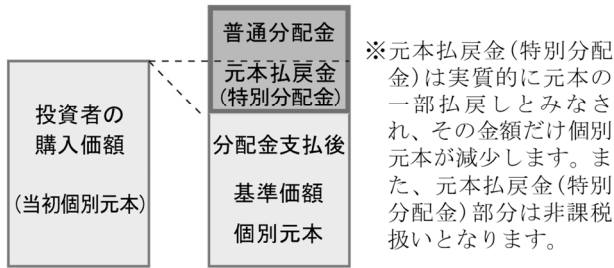 投資者の
購入価額
(当初個別元本)
普通分配金
元本払戻金
(特別分配金)
分配金支払後
基準価額
個別元本
※元本払戻金(特別分配
金)は実質的に元本の
一部払戻しとみなさ
れ、その金額だけ個別
元本が減少します。ま
た、元本払戻金(特別
分配金)部分は非課税
扱いとなります。